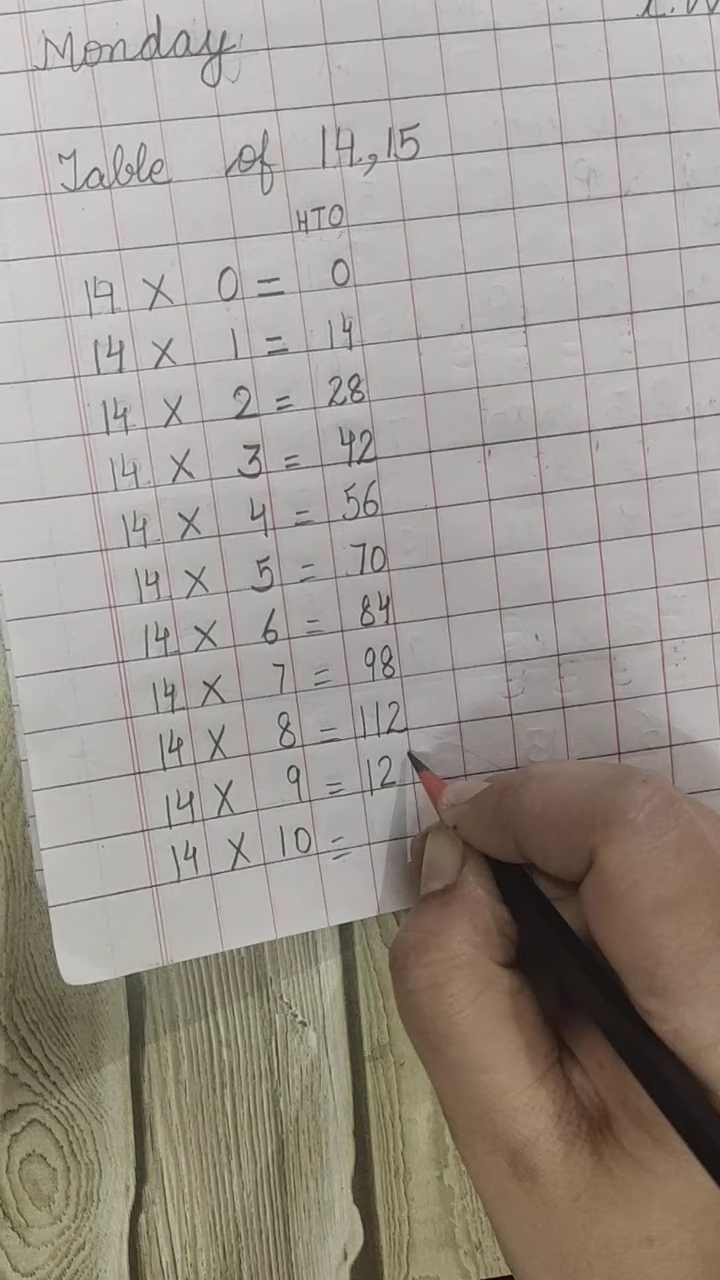 Monday
Table of 14,15
HTO
14 X 0 = 0
14 X 1 = 14
14 X 2 = 28
14 X 3 = 42
14 X 4 = 56
14 X 5 = 70
14 X 6 = 84
14 X 7 = 98
14 X 8 = 112
14 X 9 = 12
14 X 10 =